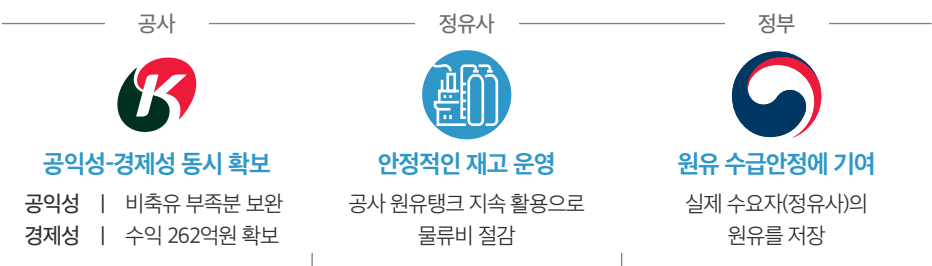 공사
공익성-경제성 동시 확보
공익성 | 비축유 부족분 보완
경제성 | 수익 262억원 확보
정유사
안정적인 재고 운영
공사 원유탱크 지속 활용으로
물류비 절감
정부
원유 수급안정에 기여
실제 수요자(정유사)의
원유를 저장